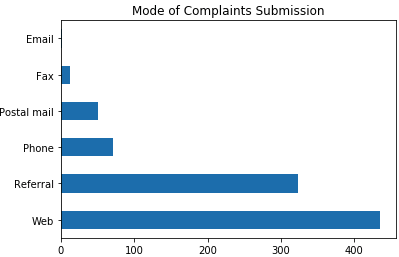 Mode of Complaints Submission
Email
Fax
Postal mail
Phone
Referral
Web
0 100 200 300 400